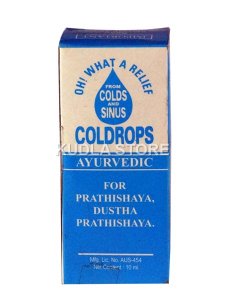 OH! WHAT A RELIEF
FROM
COLDS
AND
SINUS
COLDROPS
KUDLA STORE
AYURVEDIC
FOR
PRATHISHAYA,
DUSTHA
PRATHISHAYA.
Mfg. Lic. No. AUS-454
Net Content : 10 ml.